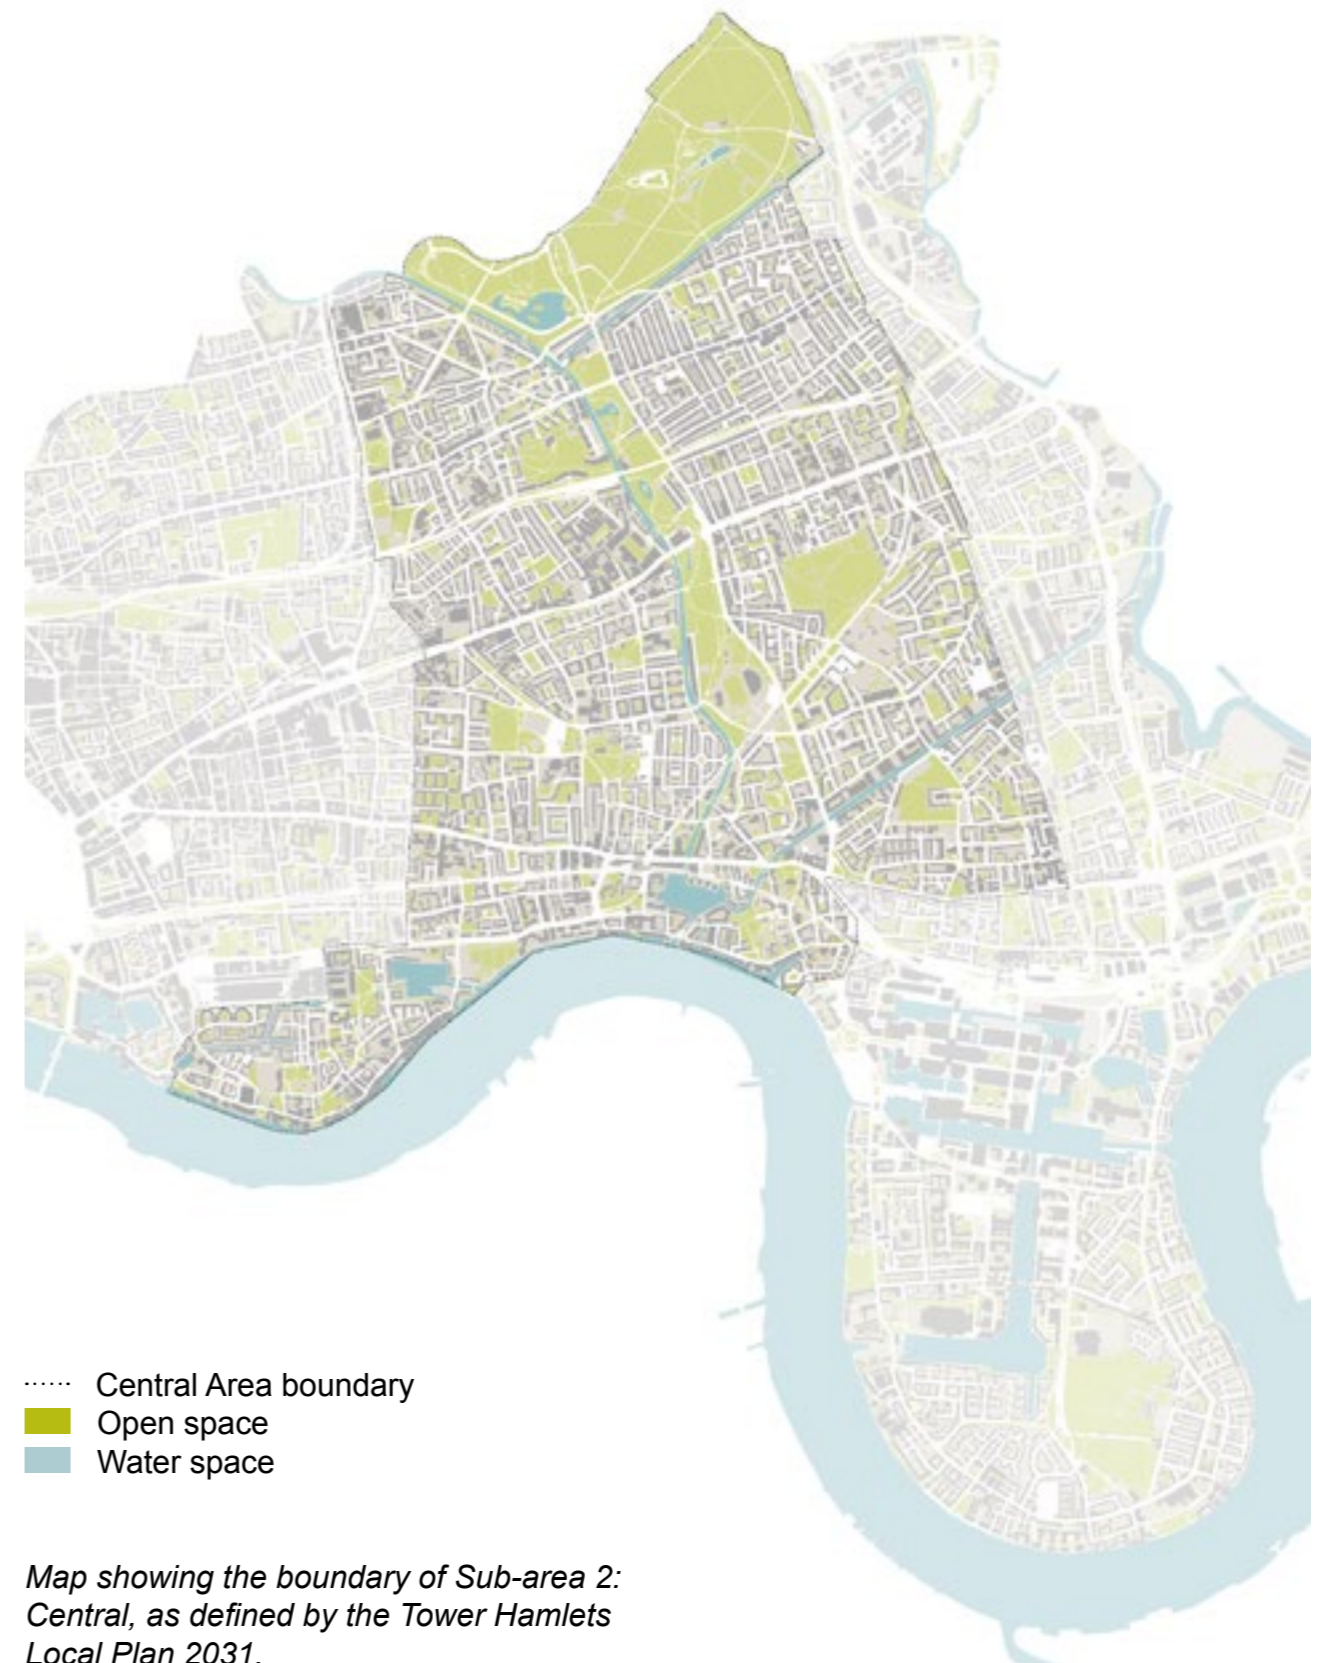 Central Area boundary
Open space
Water space
Map showing the boundary of Sub-area 2:
Central, as defined by the Tower Hamlets
Local Plan 2031.